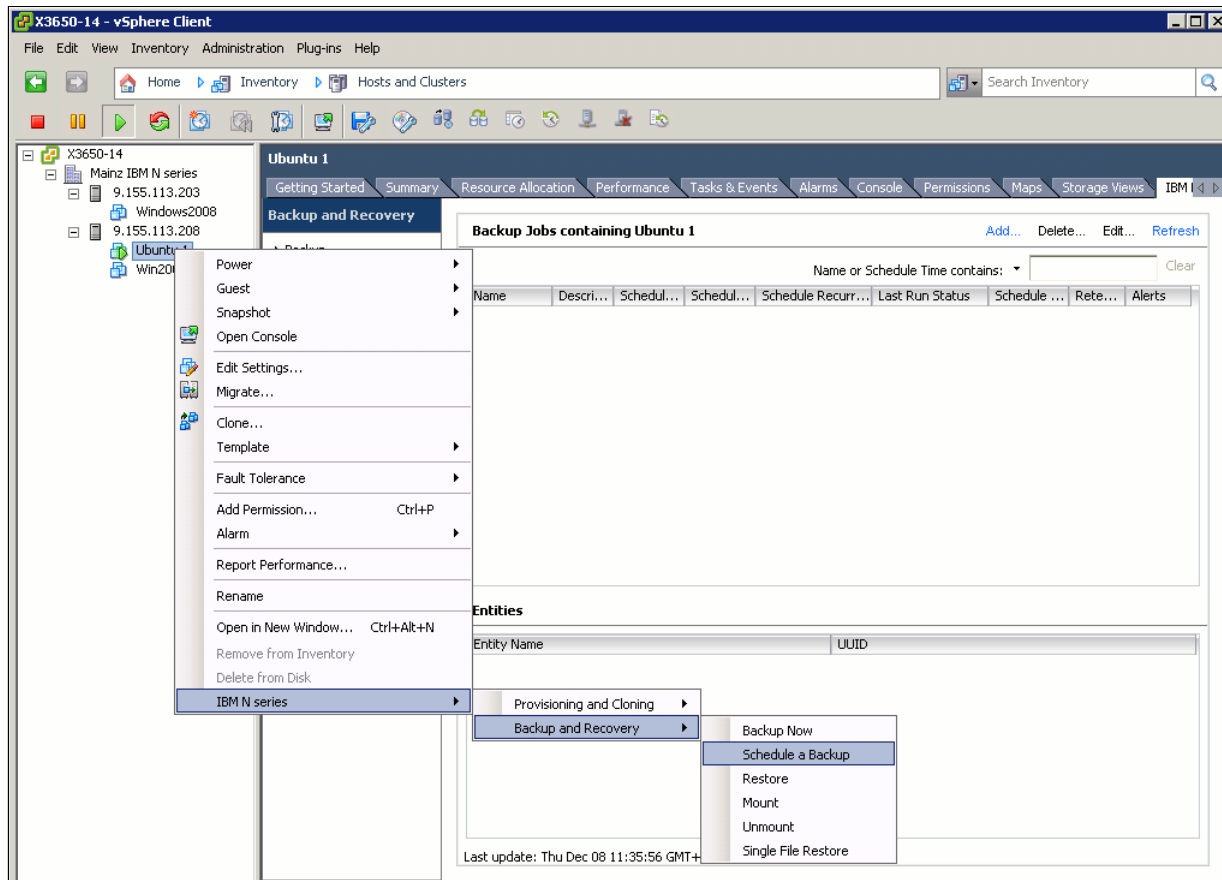 X3650-14 - vSphere Client
File Edit View Inventory Administration Plug-ins Help
Home Inventory Hosts and Clusters
Search Inventory
X3650-14
Mainz IBM N series
9.155.113.203
Windows2008
9.155.113.208
Ubuntu 1
Win20
Ubuntu 1
Getting Started Summary Resource Allocation Performance Tasks & Events Alarms Console Permissions Maps Storage Views IBM
Backup and Recovery
Backup Jobs containing Ubuntu 1
Add... Delete... Edit... Refresh
Name or Schedule Time contains: Clear
Name Descri... Schedul... Schedul... Schedule Recurr... Last Run Status Schedule ... Rete... Alerts
Power
Guest
Snapshot
Open Console
Edit Settings...
Migrate...
Clone...
Template
Fault Tolerance
Add Permission... Ctrl+P
Alarm
Report Performance...
Rename
Open in New Window... Ctrl+Alt+N
Remove from Inventory
Delete from Disk
IBM N series
Entities
Entity Name UUID
Provisioning and Cloning
Backup and Recovery
Backup Now
Schedule a Backup
Restore
Mount
Unmount
Single File Restore
Last update: Thu Dec 08 11:35:56 GMT+